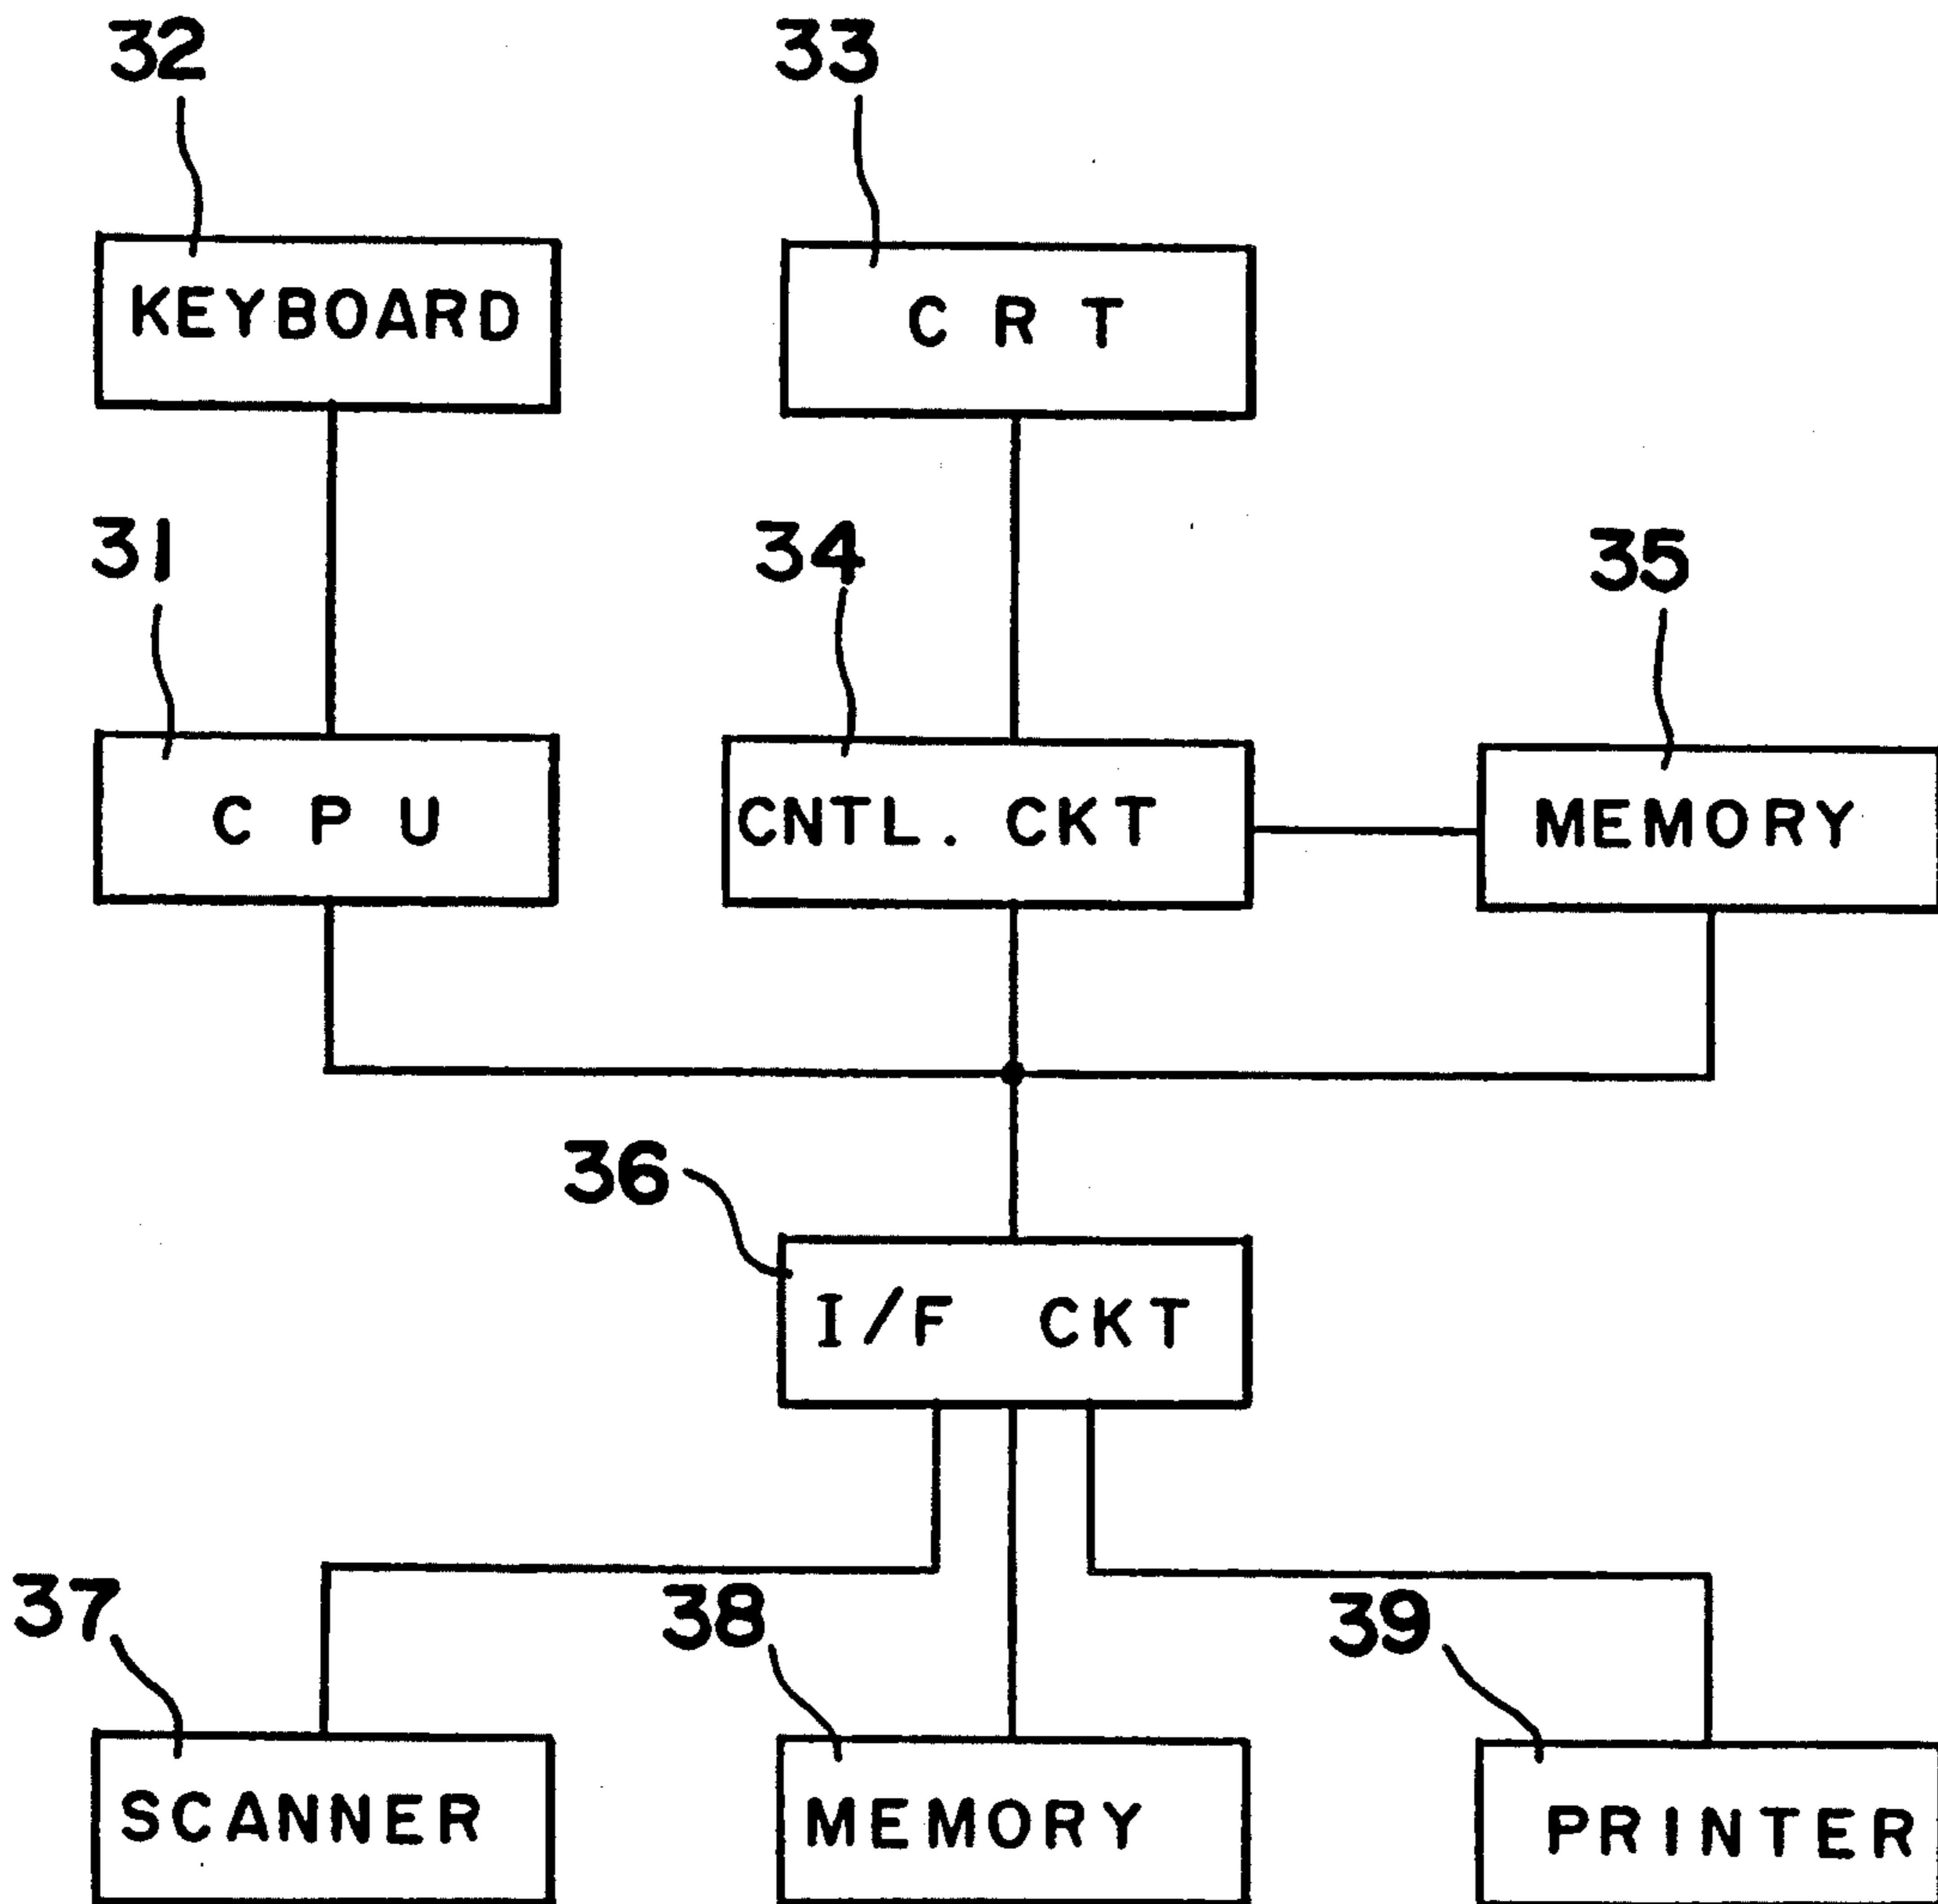 32
33
KEYBOARD
C R T
31
34
35
C P U
CNTL. CKT
MEMORY
36
I/F CKT
37
38
39
SCANNER
MEMORY
PRINTER